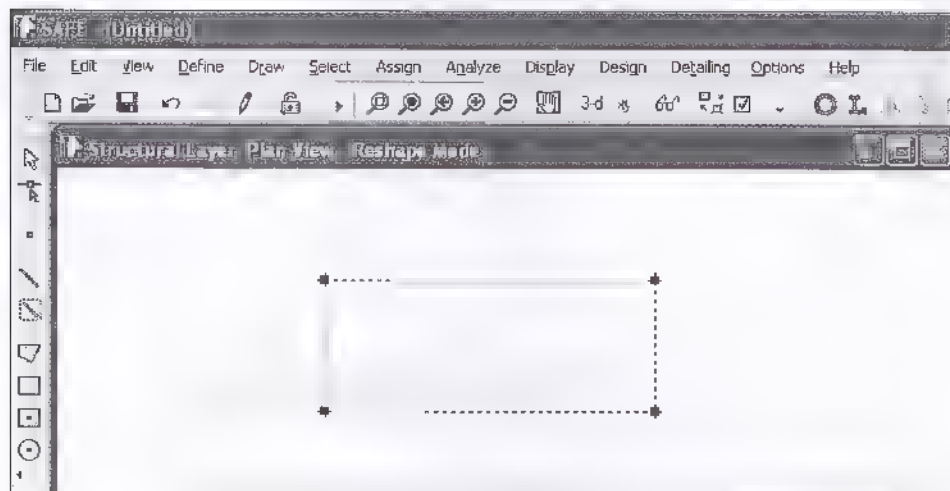 SAFE - (Untitled)
File Edit View Define Draw Select Assign Analyze Display Design Detailing Options Help
3-d
Structural Layer Plan View - Reshape Mode